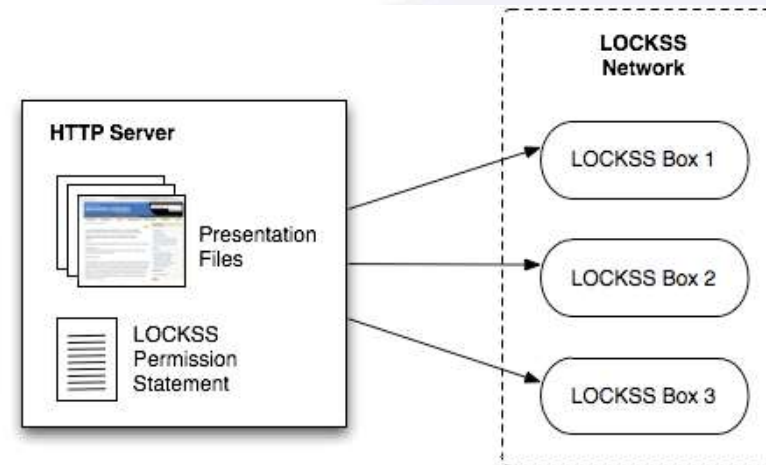 LOCKSS
Network
HTTP Server
LOCKSS Box 1
Presentation
Files
LOCKSS Box 2
LOCKSS
Permission
Statement
LOCKSS Box 3